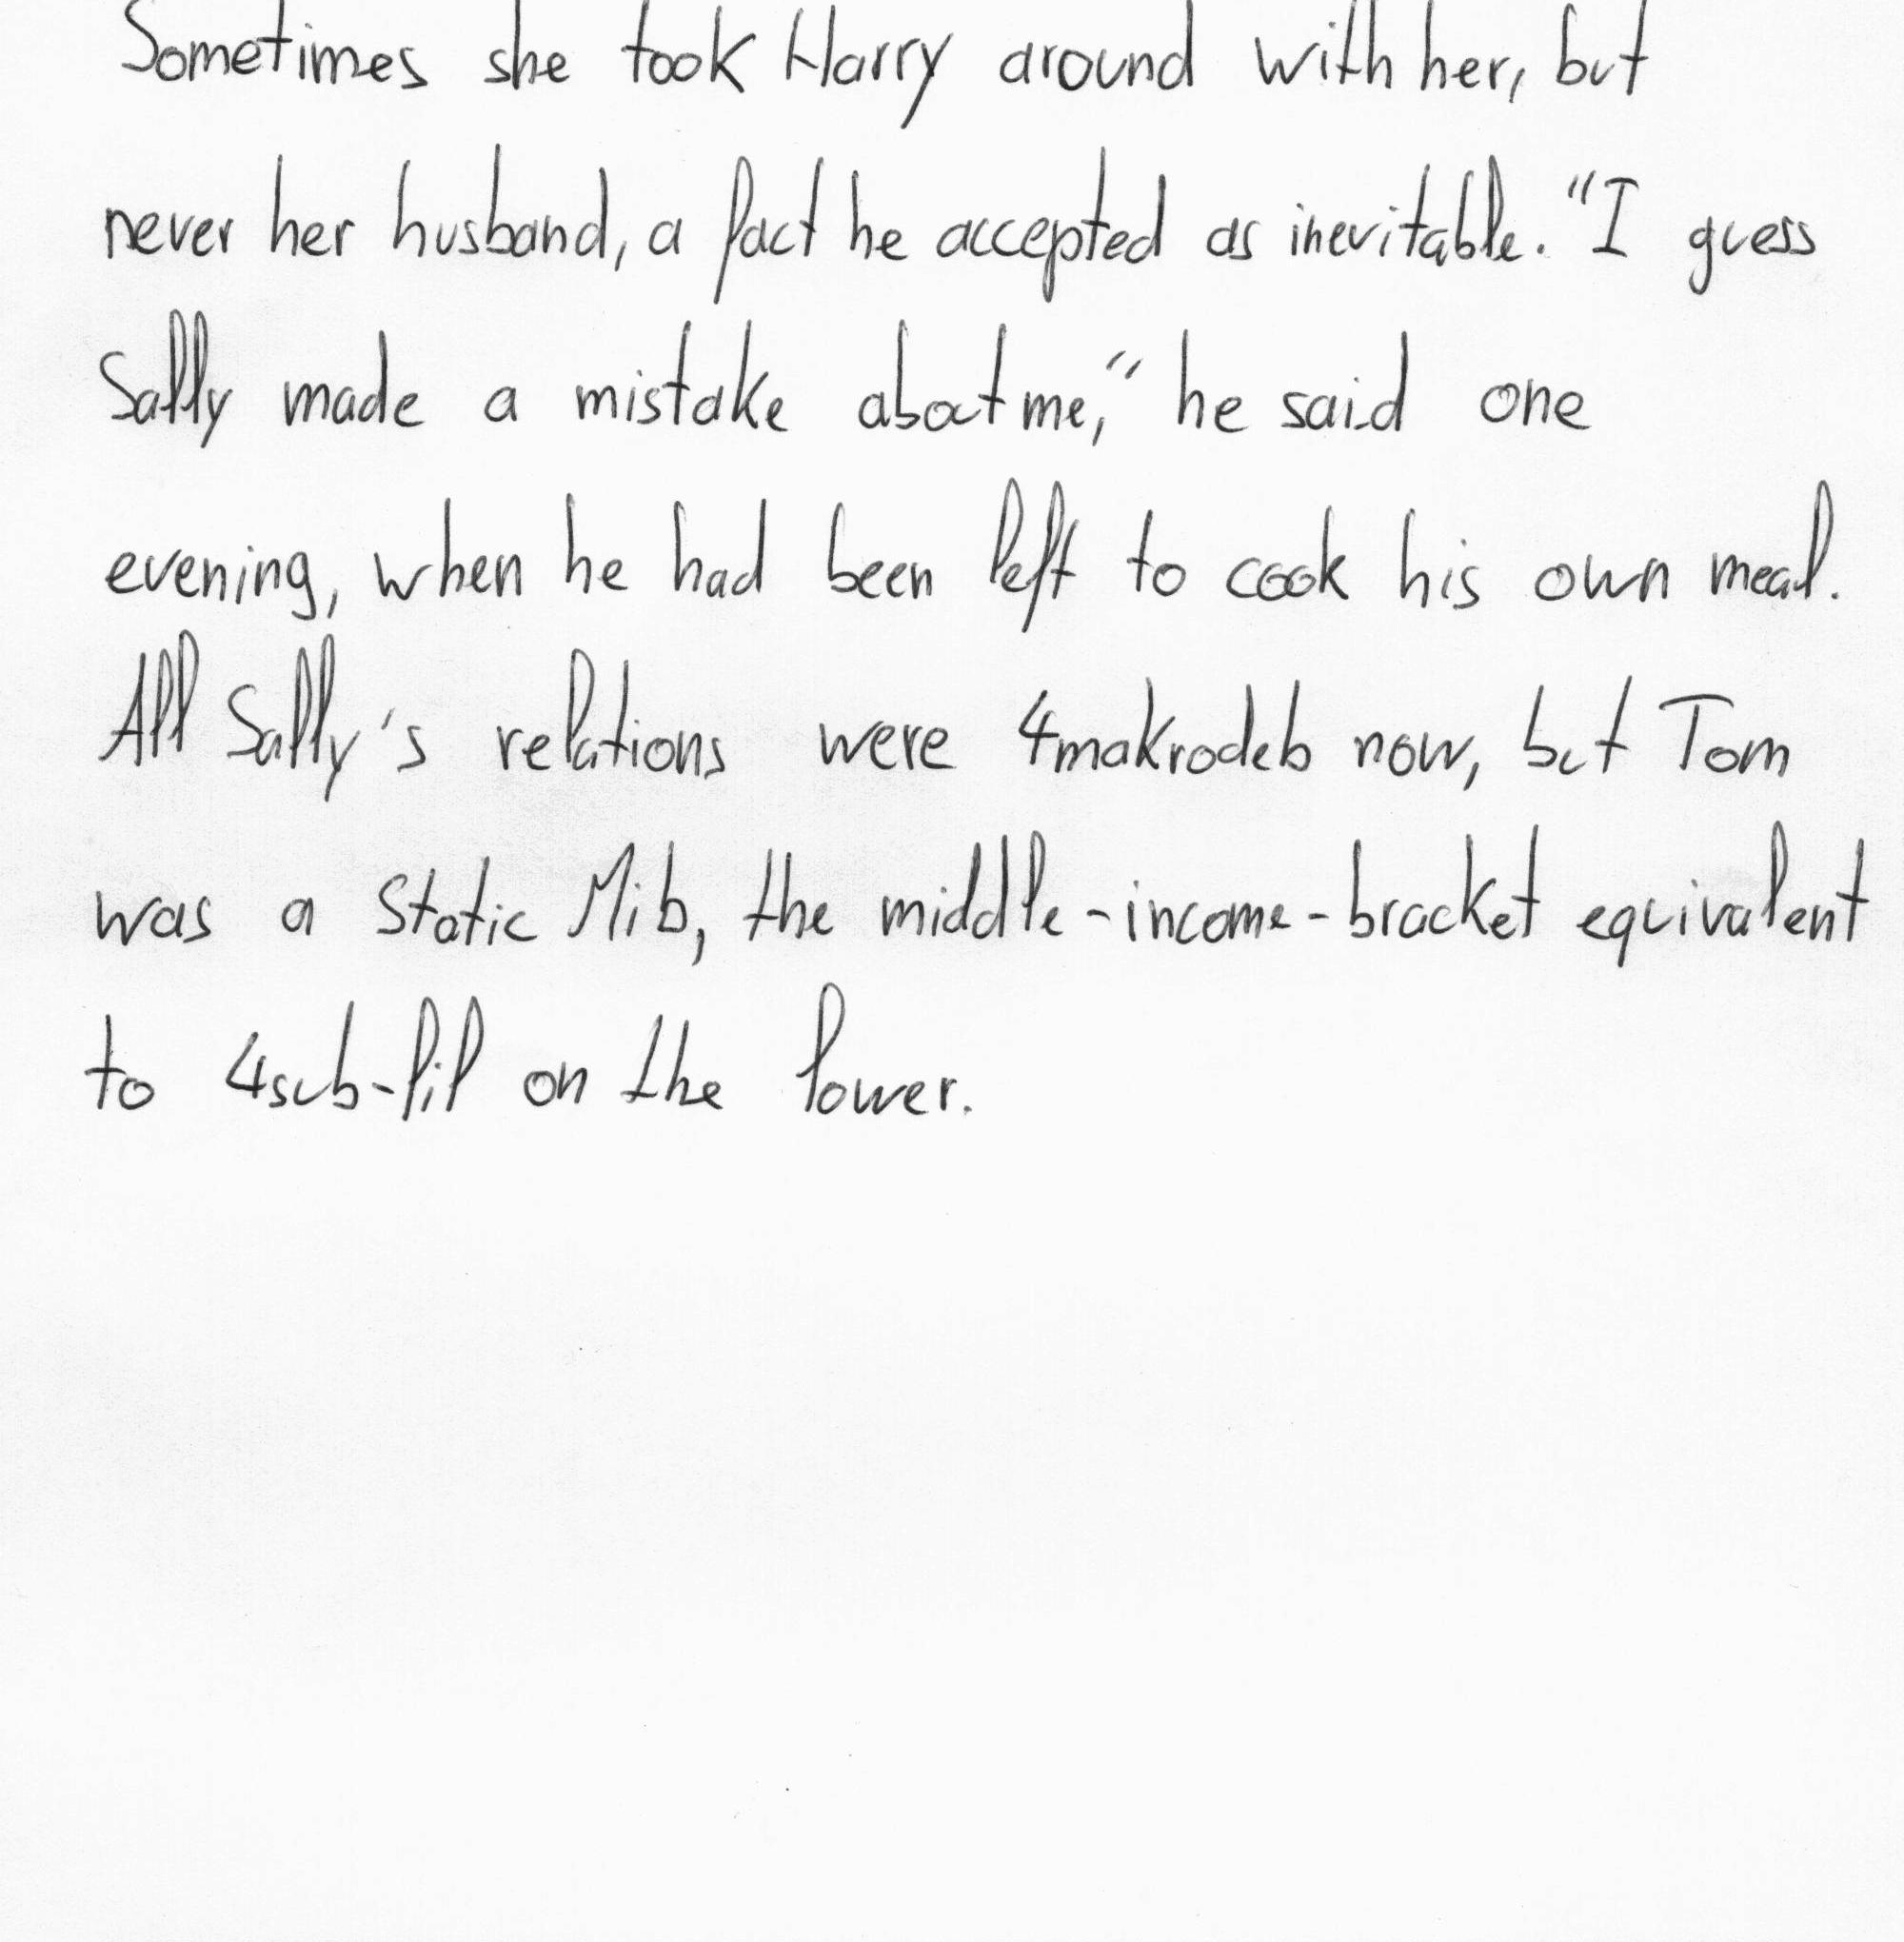 Sometimes she took Harry around with her, but
never her husband, a fact he accepted as inevitable. "I guess
Sally made a mistake about me," he said one
evening, when he had been left to cook his own meal.
All Sally's relations were 4makrodeb now, but Tom
was a Static Mib, the middle-income-bracket equivalent
to 4sub-lil on the lower.